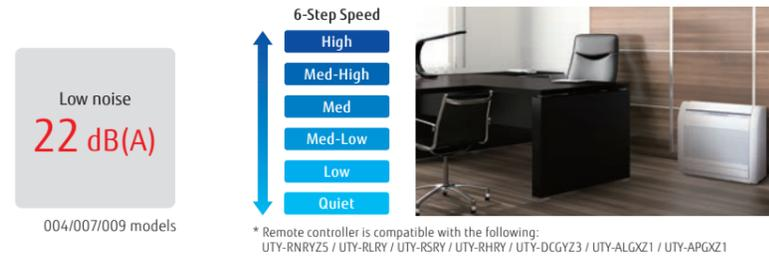 Low noise
22 dB(A)
004/007/009 models
6-Step Speed
High
Med-High
Med
Med-Low
Low
Quiet
* Remote controller is compatible with the following:
UTY-RNRYZ5 / UTY-RLRY / UTY-RSRY / UTY-RHRY / UTY-DCGYZ3 / UTY-ALGXZ1 / UTY-APGXZ1